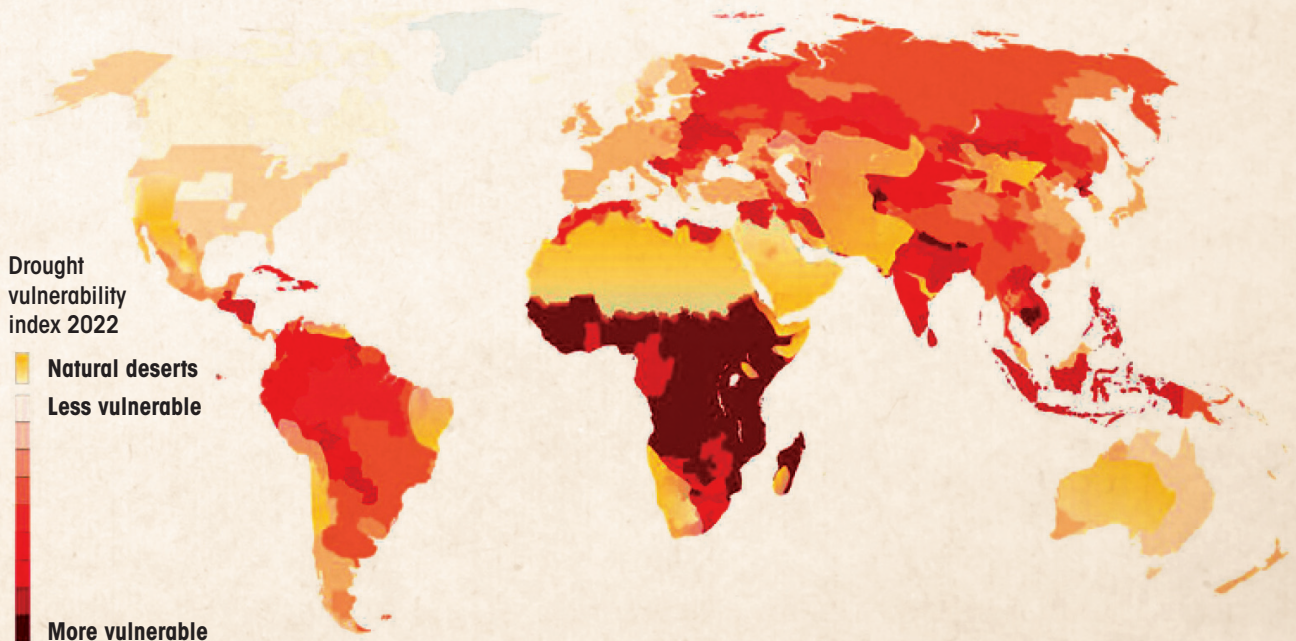 Drought
vulnerability
index 2022
Natural deserts
Less vulnerable
More vulnerable